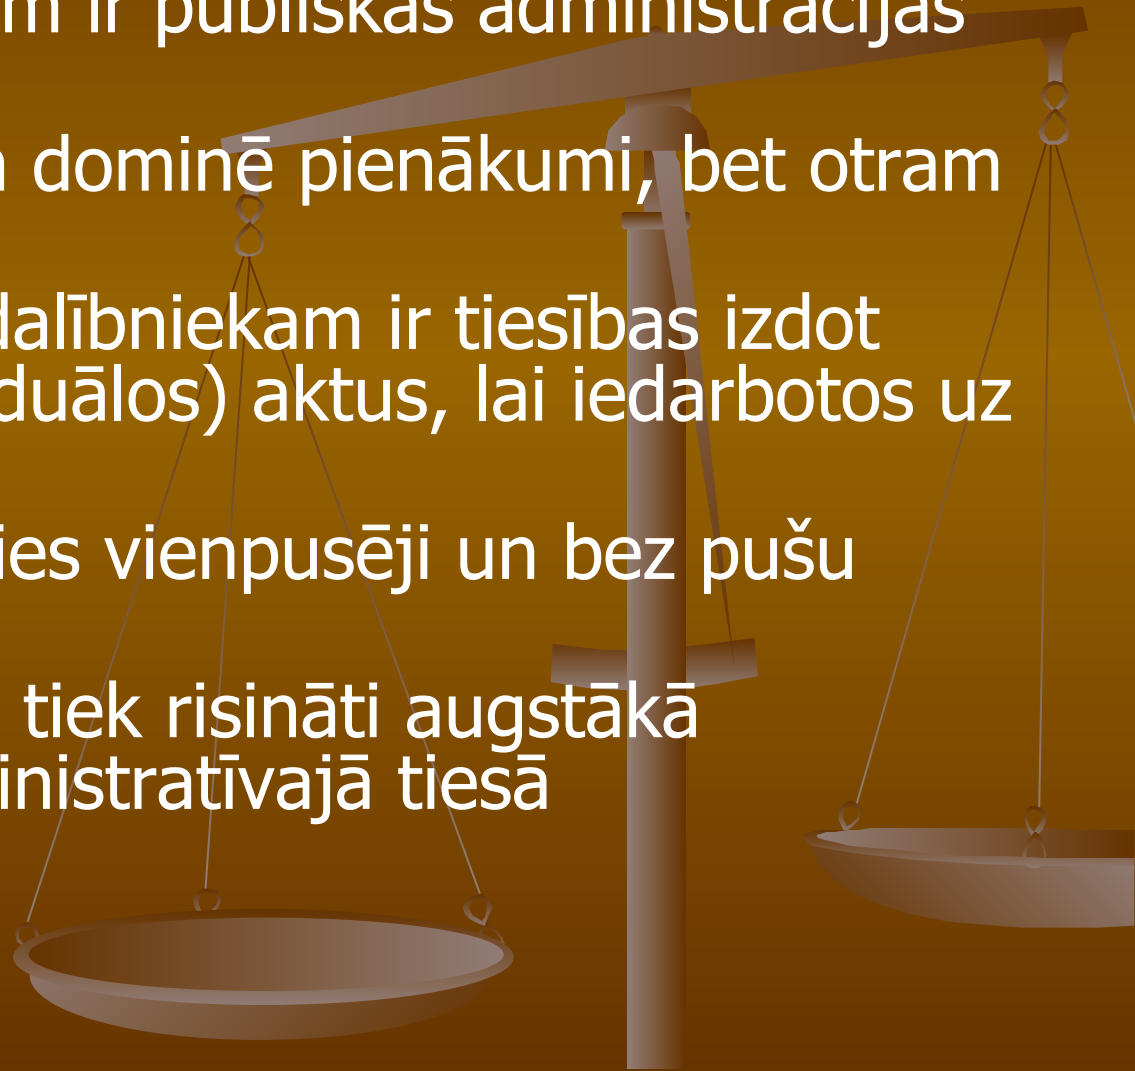 ir publiskas administrācijas
dominē pienākumi, bet otram
dalībniekam ir tiesības izdot
duālos) aktus, lai iedarbotos uz
ies vienpusēji un bez pušu
tiek risināti augstākā
inistratīvajā tiesā